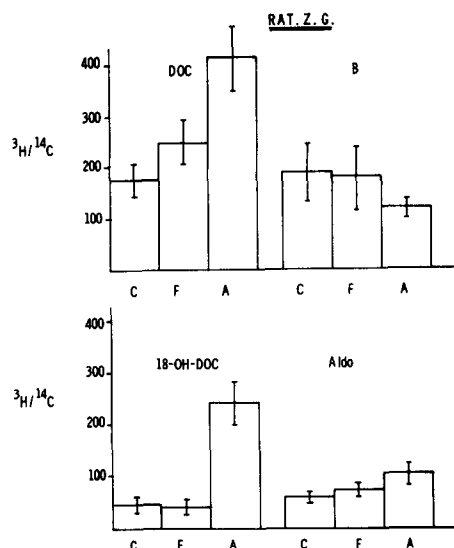 RAT. Z. G.
400
DOC
B
300
³H/¹⁴C
200
100
C F A C F A
400
300
18-OH-DOC Aldo
³H/¹⁴C
200
100
C F A C F A